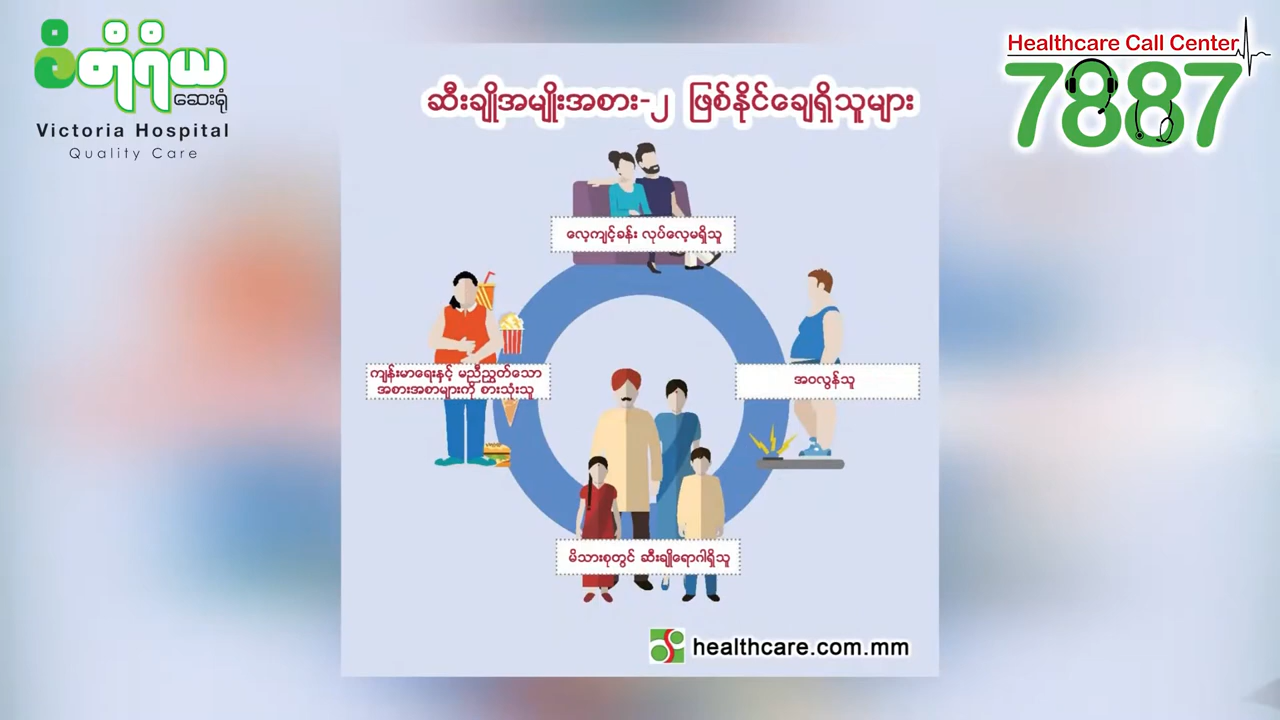 ဝိတိုရိယ
ဆေးရုံ
Victoria Hospital
Quality Care
Healthcare Call Center
7887
ဆီးချိုအမျိုးအစား-၂ ဖြစ်နိုင်ချေရှိသူများ
လေ့ကျင့်ခန်း လုပ်လေ့မရှိသူ
ကျန်းမာရေးနှင့် မညီညွတ်သော
အစားအစာများကို စားသုံးသူ
အဝလွန်သူ
မိသားစုတွင် ဆီးချိုရောဂါရှိသူ
healthcare.com.mm